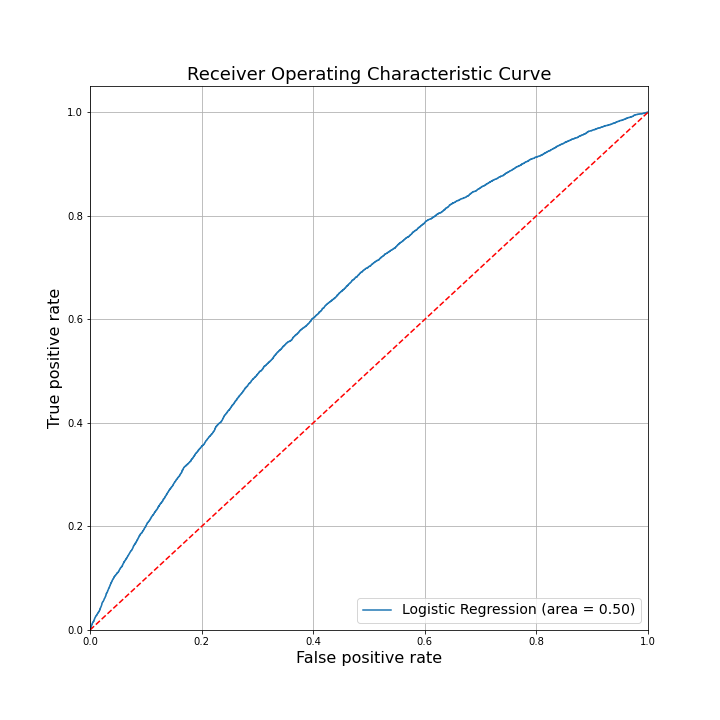 Receiver Operating Characteristic Curve
1.0
0.8
0.6
0.4
0.2
0.0
True positive rate
Logistic Regression (area = 0.50)
0.0 0.2 0.4 0.6 0.8 1.0
False positive rate